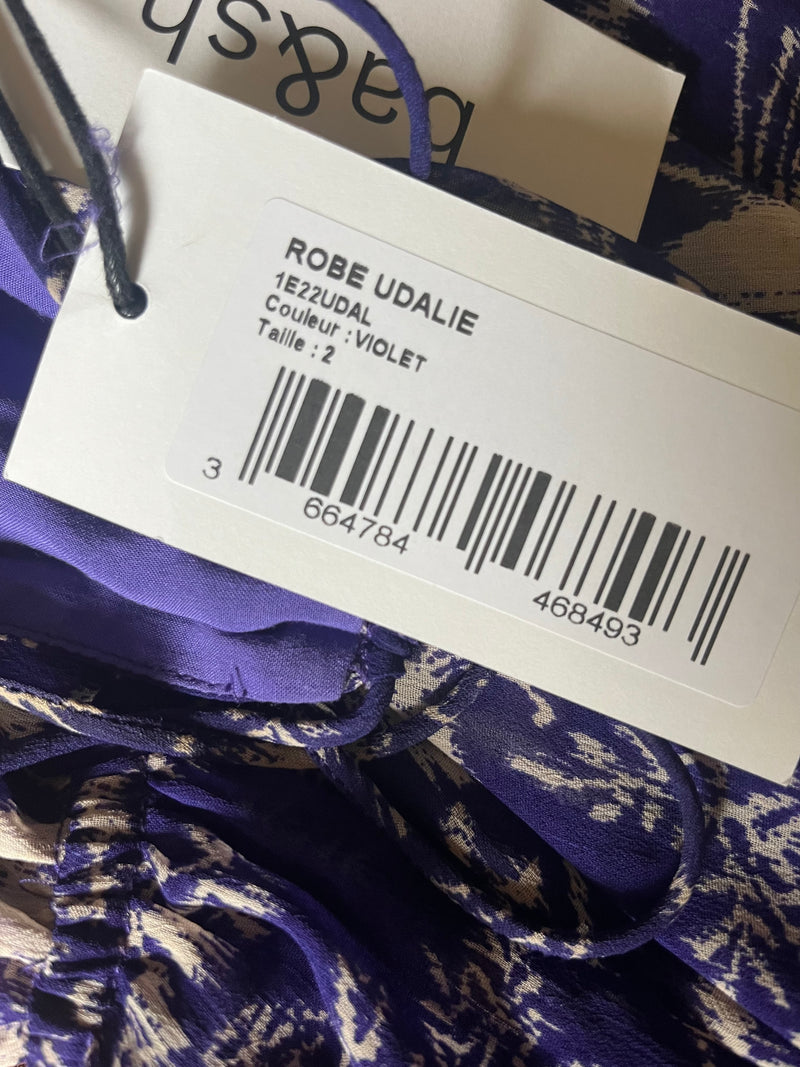 ba&sh
ROBE UDALIE
1E22UDAL
Couleur : VIOLET
Taille : 2
3 664784 468493